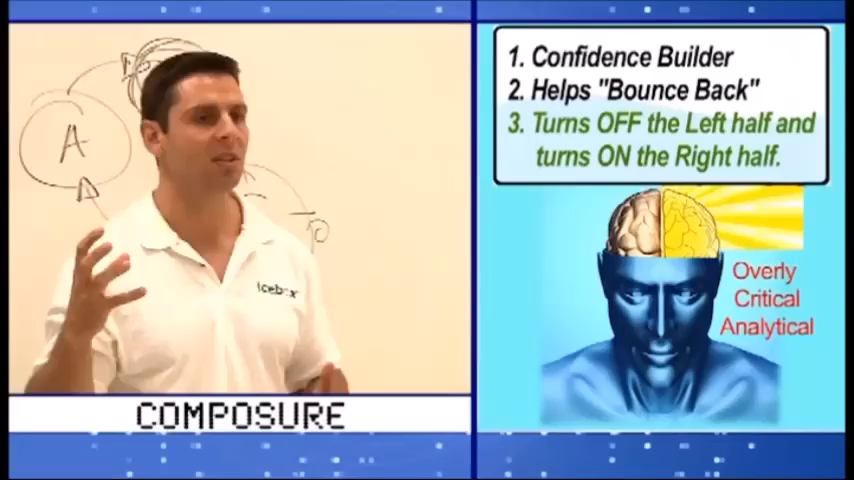 A
A
A
P
icebox
COMPOSURE
1. Confidence Builder
2. Helps "Bounce Back"
3. Turns OFF the Left half and
turns ON the Right half.
Overly
Critical
Analytical